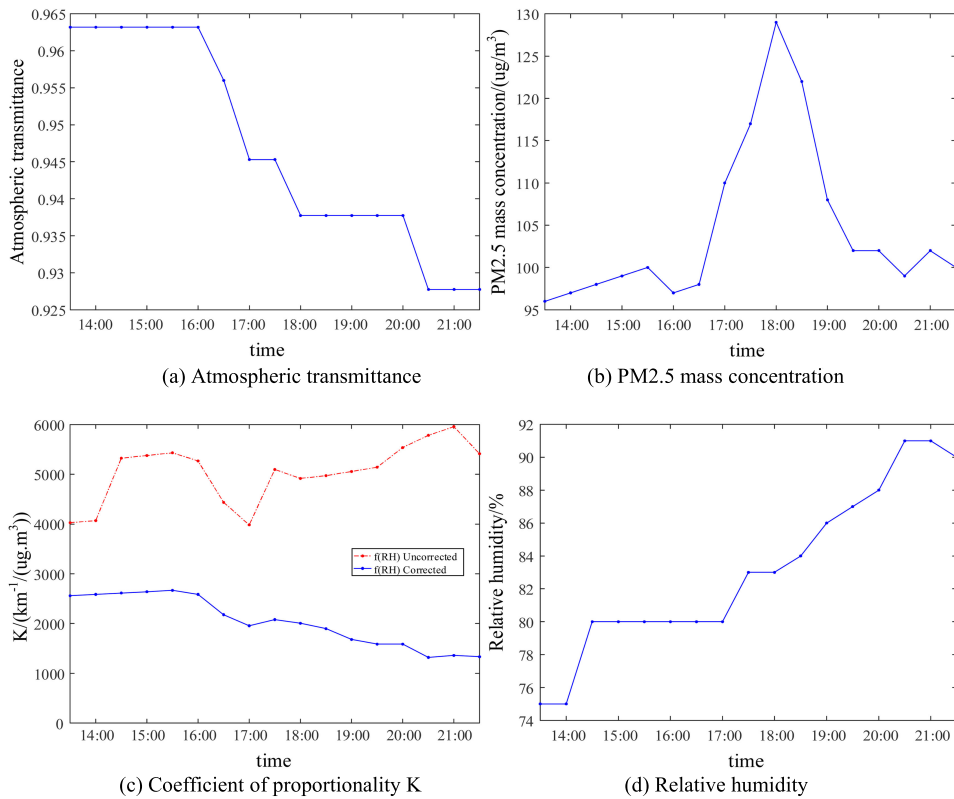 0.965
0.96
0.955
0.95
0.945
0.94
0.935
0.93
0.925
Atmospheric transmittance
14:00 15:00 16:00 17:00 18:00 19:00 20:00 21:00
time
(a) Atmospheric transmittance
130
125
120
115
110
105
100
95
PM2.5 mass concentration/(ug/m³)
14:00 15:00 16:00 17:00 18:00 19:00 20:00 21:00
time
(b) PM2.5 mass concentration
6000
5000
4000
3000
2000
1000
0
K/(km⁻¹/(ug.m³))
f(RH) Uncorrected
f(RH) Corrected
14:00 15:00 16:00 17:00 18:00 19:00 20:00 21:00
time
(c) Coefficient of proportionality K
92
90
88
86
84
82
80
78
76
74
Relative humidity/%
14:00 15:00 16:00 17:00 18:00 19:00 20:00 21:00
time
(d) Relative humidity